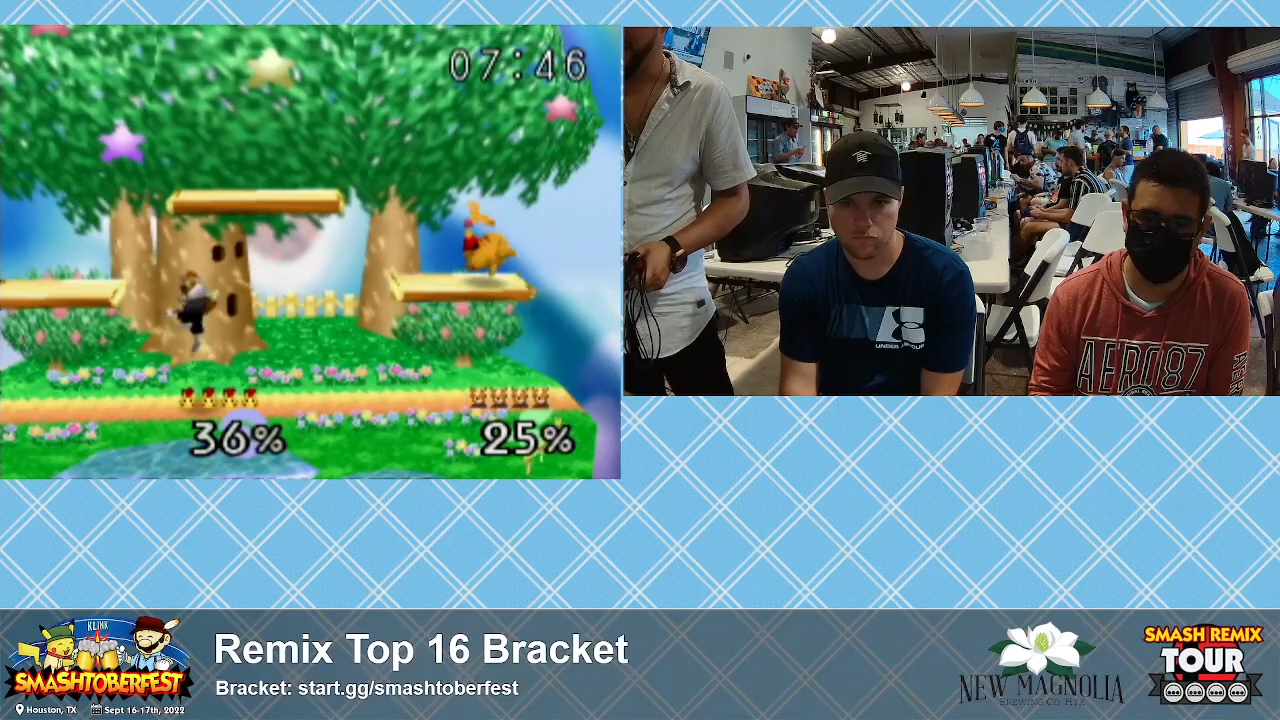 07:46
36%
25%
UNDER ARMOUR
AERO87
Remix Top 16 Bracket
Bracket: start.gg/smashtoberfest
KLINK
SMASHTOBERFEST
Houston, TX
Sept 16-17th, 2022
NEW MAGNOLIA
BREWING CO. HTX
SMASH REMIX
TOUR